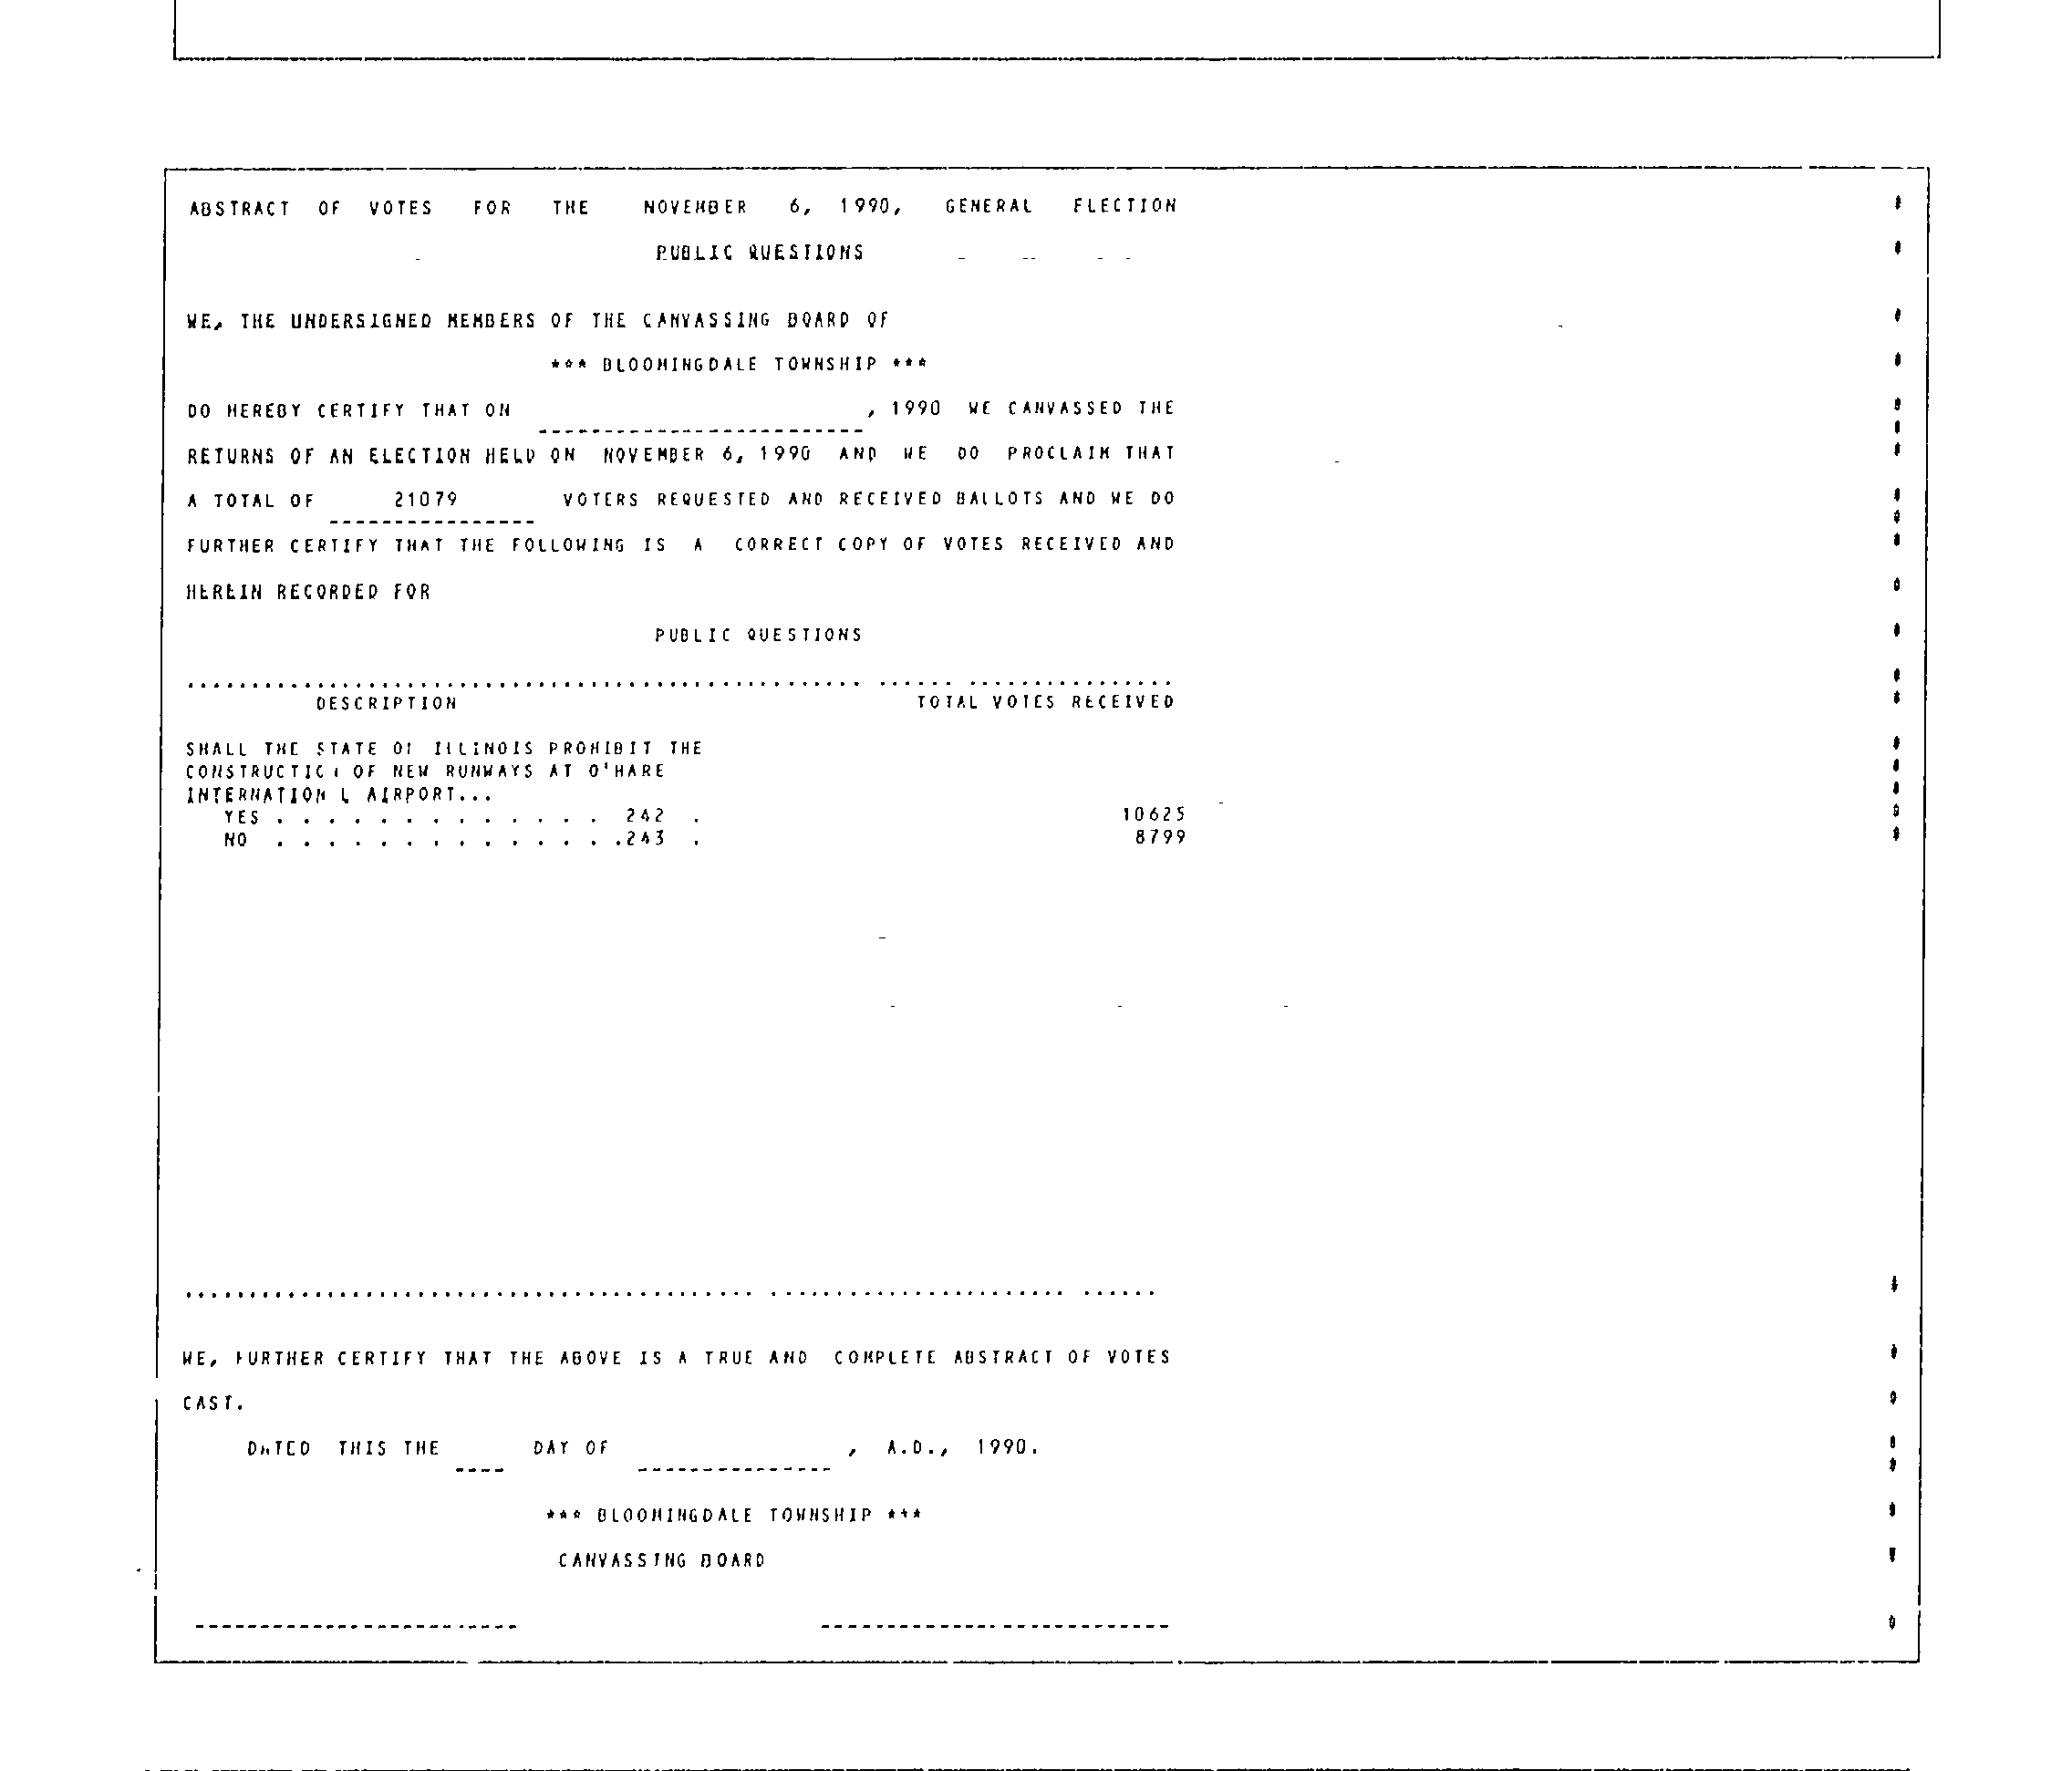 ABSTRACT OF VOTES FOR THE NOVEMBER 6, 1990, GENERAL ELECTION
PUBLIC QUESTIONS
WE, THE UNDERSIGNED MEMBERS OF THE CANVASSING BOARD OF
*** BLOOMINGDALE TOWNSHIP ***
DO HEREBY CERTIFY THAT ON ________________________, 1990 WE CANVASSED THE
RETURNS OF AN ELECTION HELD ON NOVEMBER 6, 1990 AND WE DO PROCLAIM THAT
A TOTAL OF 21079 VOTERS REQUESTED AND RECEIVED BALLOTS AND WE DO
FURTHER CERTIFY THAT THE FOLLOWING IS A CORRECT COPY OF VOTES RECEIVED AND
HEREIN RECORDED FOR
PUBLIC QUESTIONS
DESCRIPTION TOTAL VOTES RECEIVED
SHALL THE STATE OF ILLINOIS PROHIBIT THE
CONSTRUCTION OF NEW RUNWAYS AT O'HARE
INTERNATION L AIRPORT...
YES . . . . . . . . . . . . . 242 . 10625
NO . . . . . . . . . . . . . .243 . 8799
WE, FURTHER CERTIFY THAT THE ABOVE IS A TRUE AND COMPLETE ABSTRACT OF VOTES
CAST.
DATED THIS THE ____ DAY OF _______________, A.D., 1990.
*** BLOOMINGDALE TOWNSHIP ***
CANVASSING BOARD